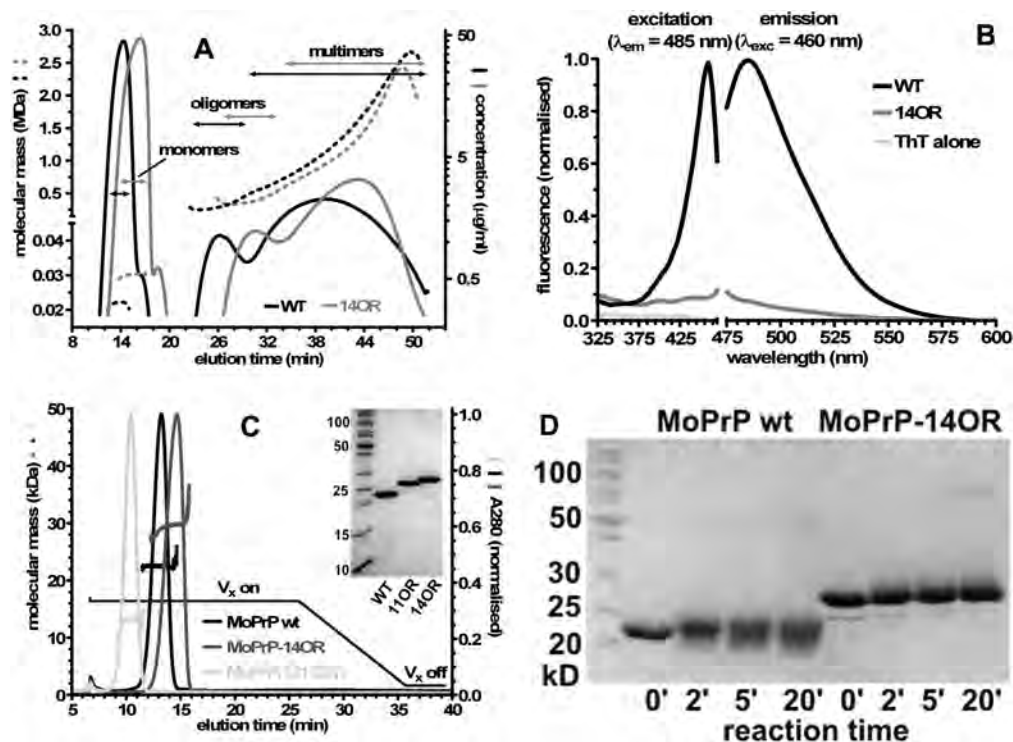 A
molecular mass (MDa)
3.0
2.5
2.0
1.5
1.0
0.5
0.04
0.03
0.02
multimers
oligomers
monomers
WT 14OR
50
5
0.5
concentration (µg/ml)
8 14 20 26 32 38 44 50
elution time (min)
B
excitation emission
(λem = 485 nm) (λexc = 460 nm)
fluorescence (normalised)
1.0
0.8
0.6
0.4
0.2
0.0
WT
14OR
ThT alone
325 375 425 475 500 525 550 575 600
wavelength (nm)
C
molecular mass (kDa)
50
40
30
20
10
0
100
50
25
15
10
WT 11OR 14OR
Vx on
Vx off
MoPrP wt
MoPrP-14OR
1.0
0.8
0.6
0.4
0.2
0.0
A280 (normalised)
5 10 15 20 25 30 35 40
elution time (min)
D
MoPrP wt MoPrP-14OR
100
50
30
25
20
kD
0' 2' 5' 20' 0' 2' 5' 20'
reaction time